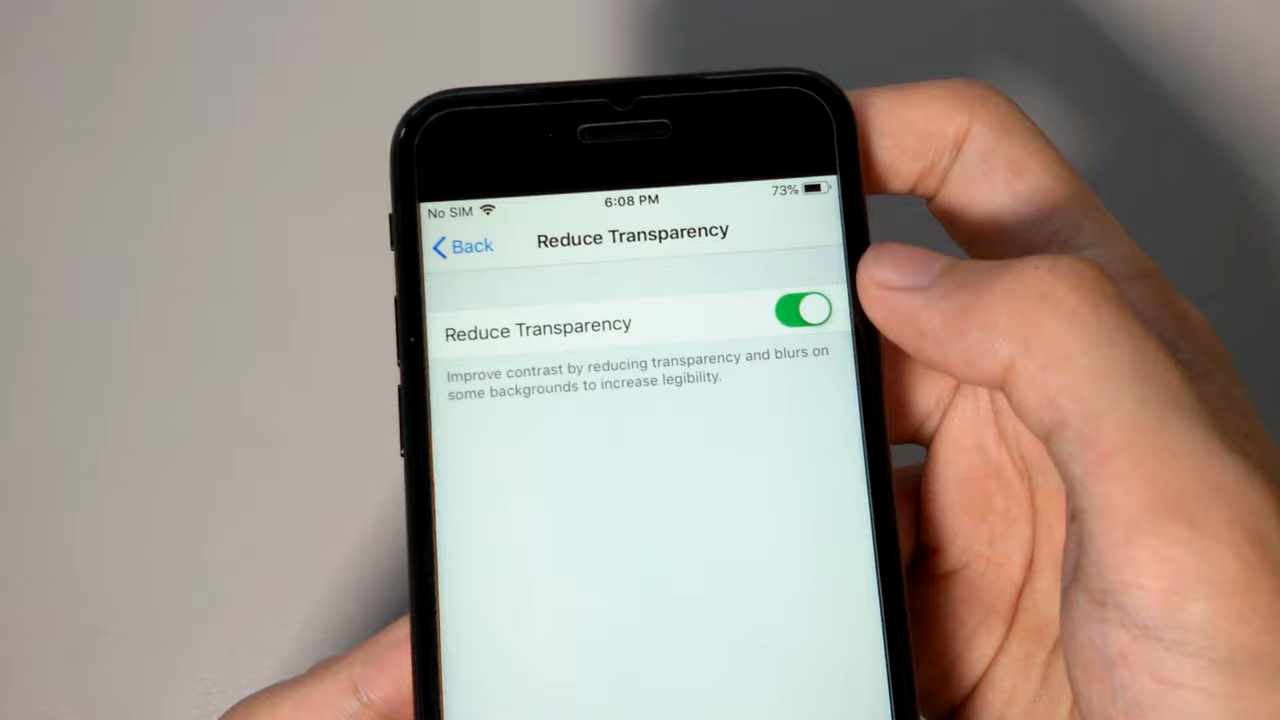 No SIM 6:08 PM 73%
Back Reduce Transparency
Reduce Transparency
Improve contrast by reducing transparency and blurs on
some backgrounds to increase legibility.